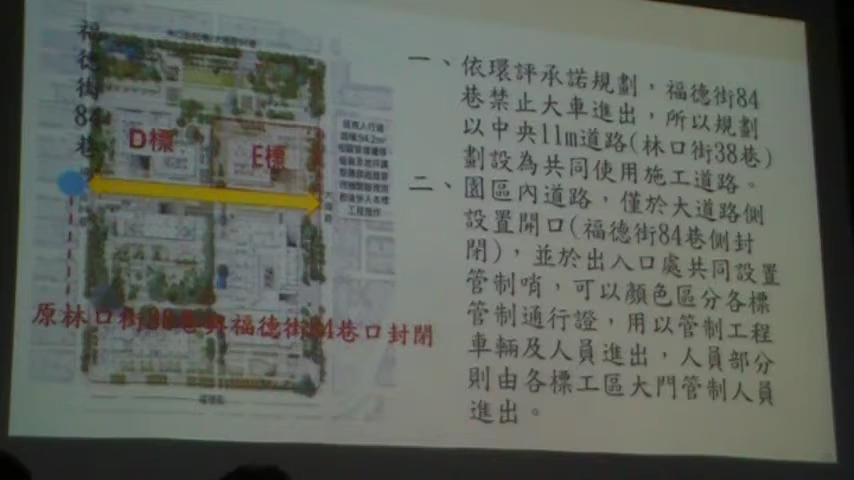 福德街84巷
D標
E標
大道路
原林口街38巷與福德街84巷口封閉
福德街
一、依環評承諾規劃，福德街84
巷禁止大車進出，所以規劃
以中央11m道路(林口街38巷)
劃設為共同使用施工道路。
二、園區內道路，僅於大道路側
設置開口(福德街84巷側封
閉)，並於出入口處共同設置
管制哨，可以顏色區分各標
管制通行證，用以管制工程
車輛及人員進出，人員部分
則由各標工區大門管制人員
進出。